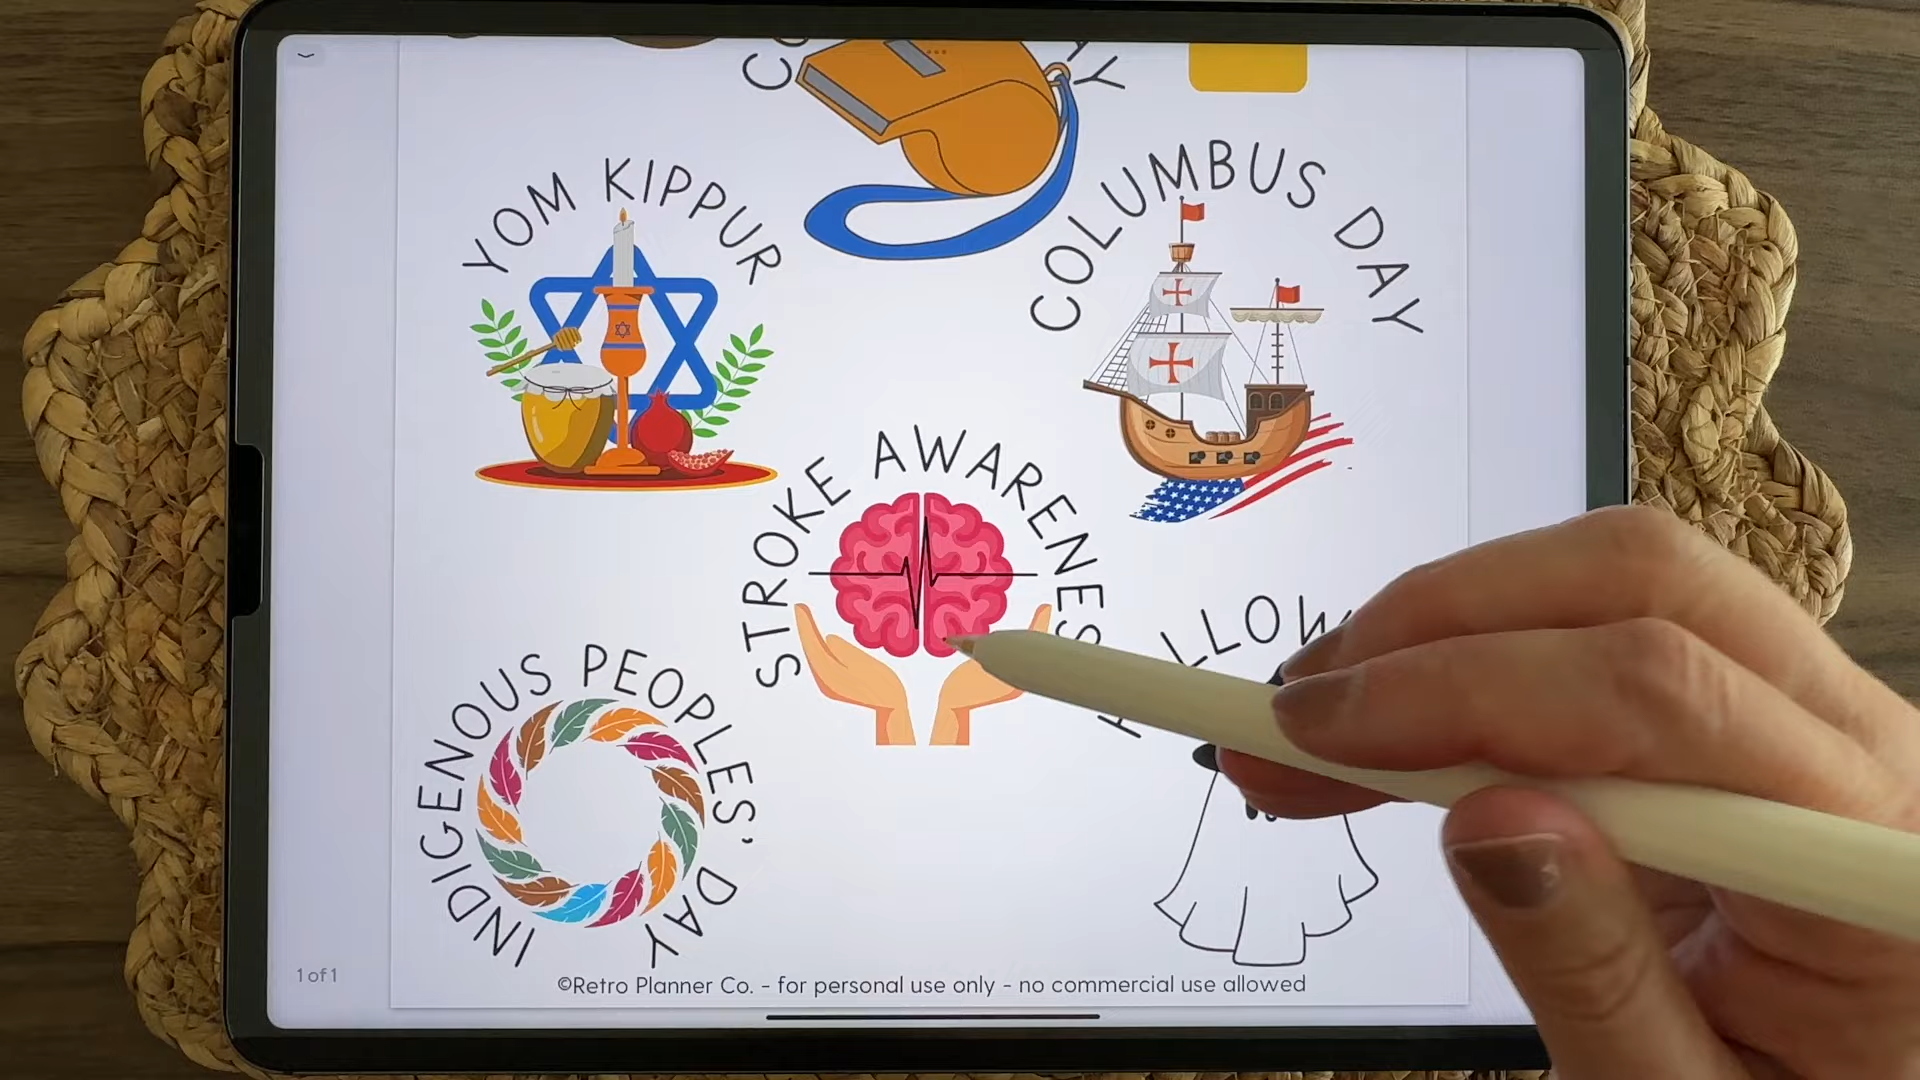 YOM KIPPUR
COLUMBUS DAY
STROKE AWARENESS
INDIGENOUS PEOPLES' DAY
1 of 1
©Retro Planner Co. - for personal use only - no commercial use allowed